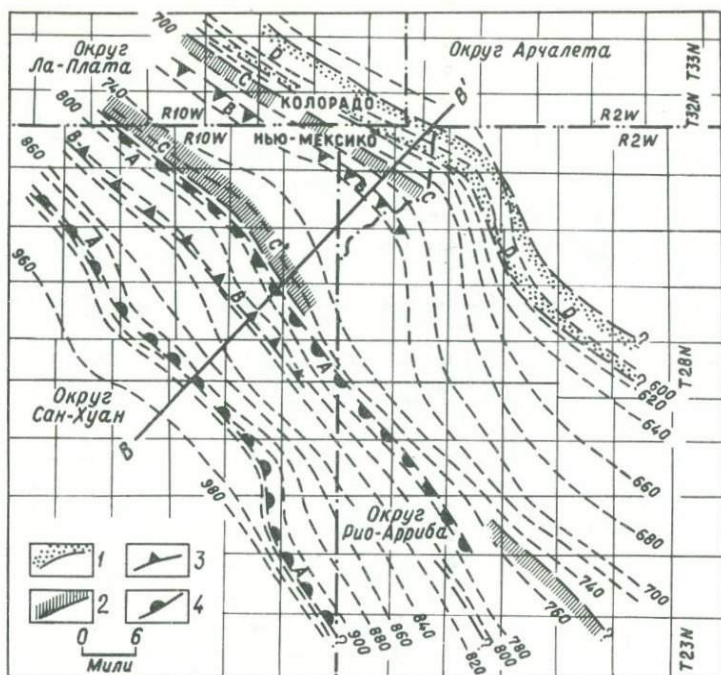 700
Округ
Ла-Плата
Округ Арчалета
T33N
D
C
КОЛОРАДО
B
740
800
R10W
R2W
T32N
B
R10W
НЬЮ-МЕКСИКО
R2W
860
B
A
C
B
C
960
A
C
D
B
D
?
A
?
600
T28N
620
Округ
Сан-Хуан
640
B
660
980
680
Округ
Рио-Арриба
1
3
A
700
740
760
2
4
?
0 6
Мили
?
900
880
860
840
820
?
800
780
T23N